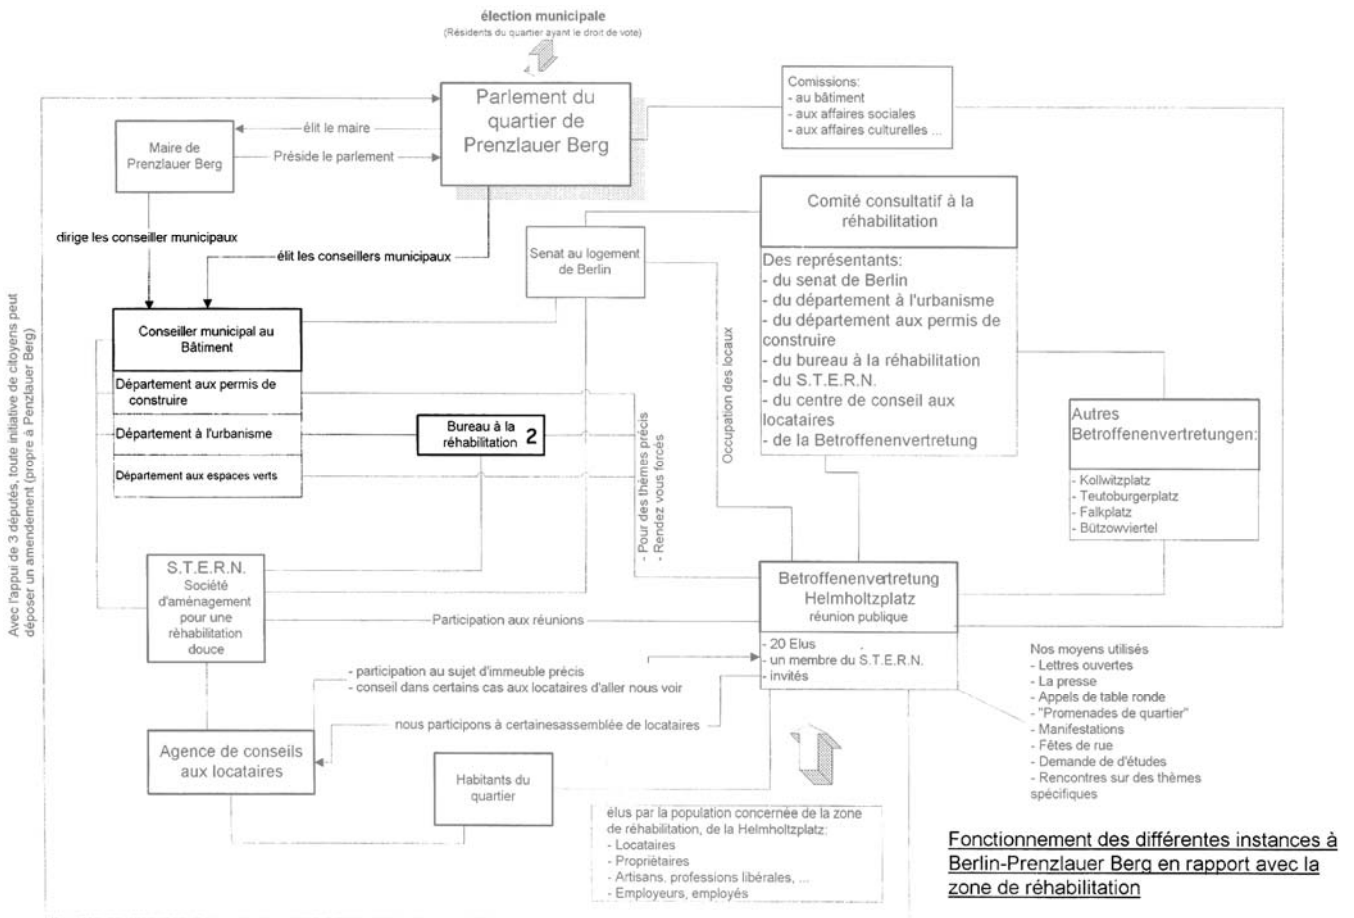 élection municipale
(Résidents du quartier ayant le droit de vote)
Parlement du
quartier de
Prenzlauer Berg
Comissions:
- au bâtiment
- aux affaires sociales
- aux affaires culturelles ...
élit le maire
Préside le parlement
Maire de
Prenzlauer Berg
dirige les conseiller municipaux
élit les conseillers municipaux
Senat au logement
de Berlin
Comité consultatif à la
réhabilitation
Des représentants:
- du senat de Berlin
- du département à l'urbanisme
- du département aux permis de
construire
- du bureau à la réhabilitation
- du S.T.E.R.N.
- du centre de conseil aux
locataires
- de la Betroffenenvertretung
Conseiller municipal au
Bâtiment
Département aux permis de
construire
Département à l'urbanisme
Département aux espaces verts
Bureau à la
réhabilitation 2
- Pour des thèmes précis
- Rendez vous forcés
Occupation des locaux
Autres
Betroffenenvertretungen:
- Kollwitzplatz
- Teutoburgerplatz
- Falkplatz
- Bützowviertel
Avec l'appui de 3 députés, toute initiative de citoyens peut
déposer un amendement (propre à Penzlauer Berg)
S.T.E.R.N.
Société
d'aménagement
pour une
réhabilitation
douce
Participation aux réunions
Betroffenenvertretung
Helmholtzplatz
réunion publique
- 20 Elus
- un membre du S.T.E.R.N.
- invités
- participation au sujet d'immeuble précis
- conseil dans certains cas aux locataires d'aller nous voir
nous participons à certainesassemblée de locataires
Agence de conseils
aux locataires
Habitants du
quartier
Nos moyens utilisés
- Lettres ouvertes
- La presse
- Appels de table ronde
- "Promenades de quartier"
- Manifestations
- Fêtes de rue
- Demande de d'études
- Rencontres sur des thèmes
spécifiques
élus par la population concernée de la zone
de réhabilitation, de la Helmholtzplatz:
- Locataires
- Propriétaires
- Artisans, professions libérales, ...
- Employeurs, employés
Fonctionnement des différentes instances à
Berlin-Prenzlauer Berg en rapport avec la
zone de réhabilitation